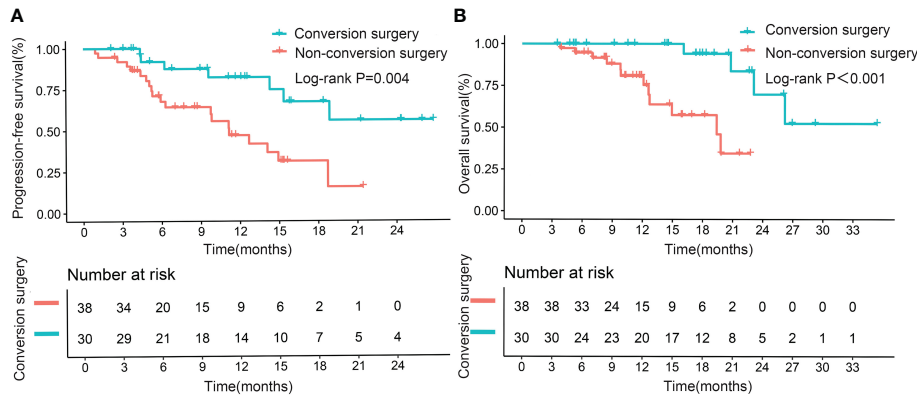 A
Conversion surgery
Non-conversion surgery
Log-rank P=0.004
Progression-free survival(%)
1.00
0.75
0.50
0.25
0.00
0 3 6 9 12 15 18 21 24
Time(months)
Number at risk
Conversion surgery
38 34 20 15 9 6 2 1 0
30 29 21 18 14 10 7 5 4
0 3 6 9 12 15 18 21 24
Time(months)
B
Conversion surgery
Non-conversion surgery
Log-rank P<0.001
Overall survival(%)
1.00
0.75
0.50
0.25
0.00
0 3 6 9 12 15 18 21 24 27 30 33
Time(months)
Number at risk
Conversion surgery
38 38 33 24 15 9 6 2 0 0 0 0
30 30 24 23 20 17 12 8 5 2 1 1
0 3 6 9 12 15 18 21 24 27 30 33
Time(months)